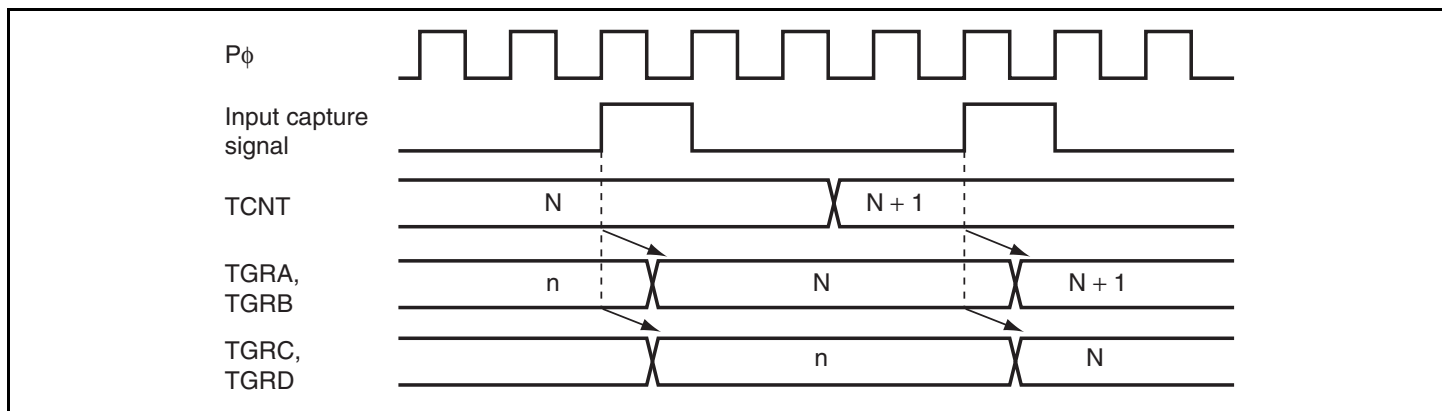 Pϕ
Input capture
signal
TCNT
N
N + 1
TGRA,
TGRB
n
N
N + 1
TGRC,
TGRD
n
N